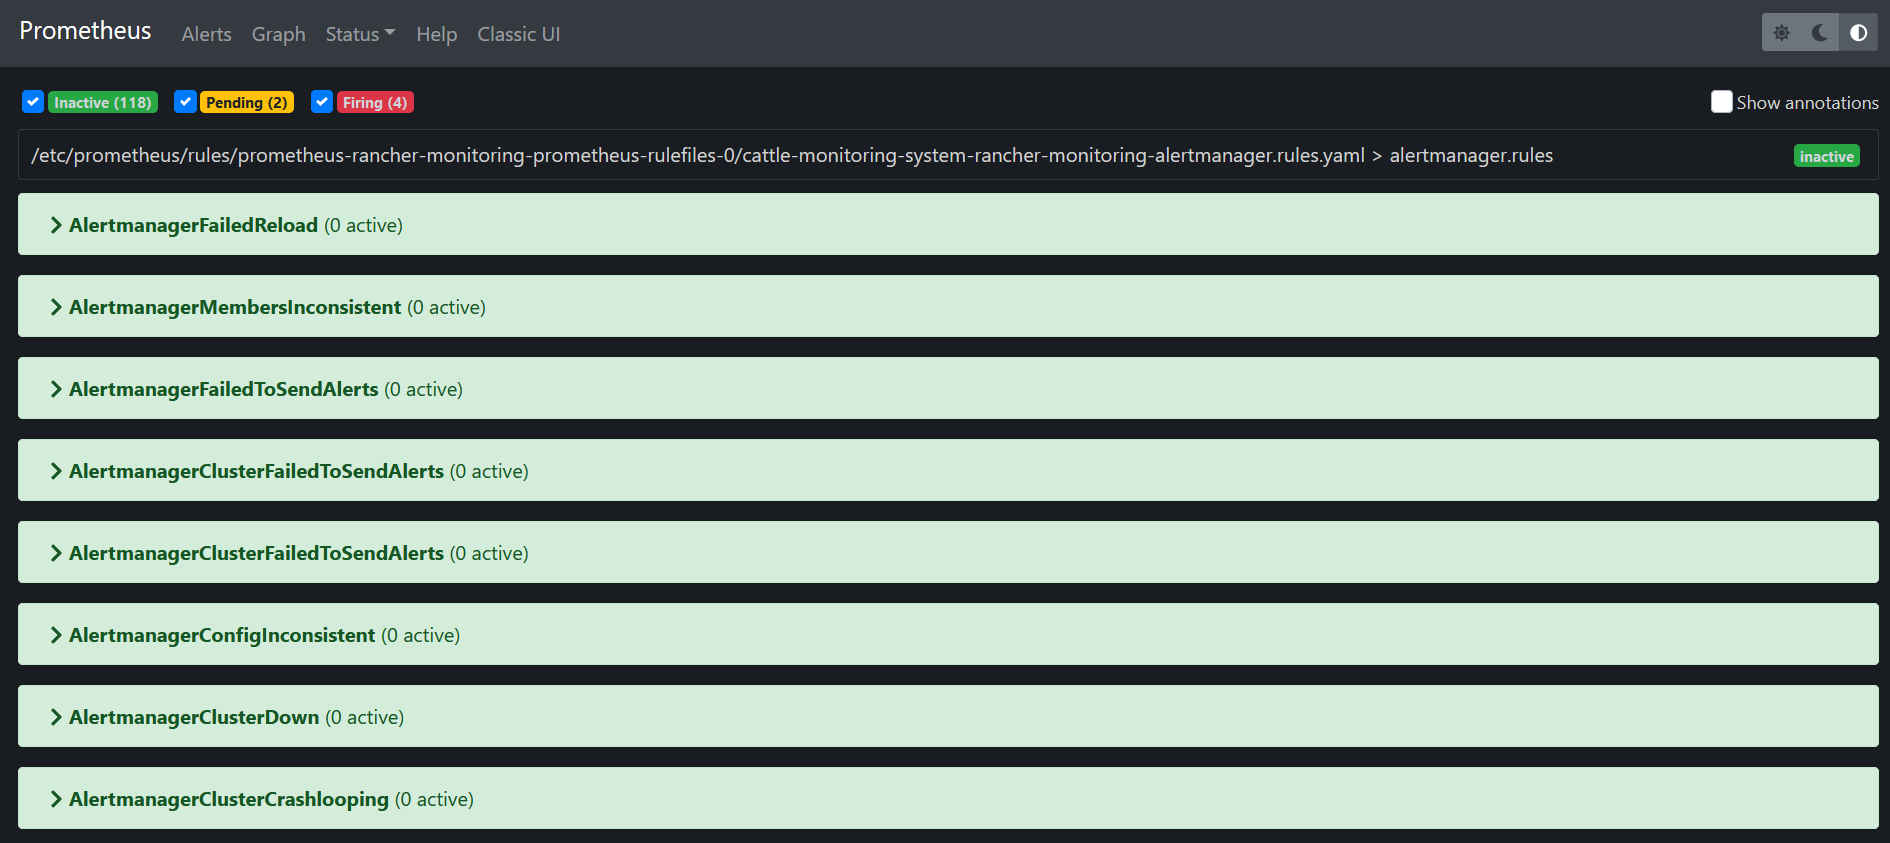 Prometheus Alerts Graph Status Help Classic UI
Inactive (118) Pending (2) Firing (4) Show annotations
/etc/prometheus/rules/prometheus-rancher-monitoring-prometheus-rulefiles-0/cattle-monitoring-system-rancher-monitoring-alertmanager.rules.yaml > alertmanager.rules inactive
AlertmanagerFailedReload (0 active)
AlertmanagerMembersInconsistent (0 active)
AlertmanagerFailedToSendAlerts (0 active)
AlertmanagerClusterFailedToSendAlerts (0 active)
AlertmanagerClusterFailedToSendAlerts (0 active)
AlertmanagerConfigInconsistent (0 active)
AlertmanagerClusterDown (0 active)
AlertmanagerClusterCrashlooping (0 active)